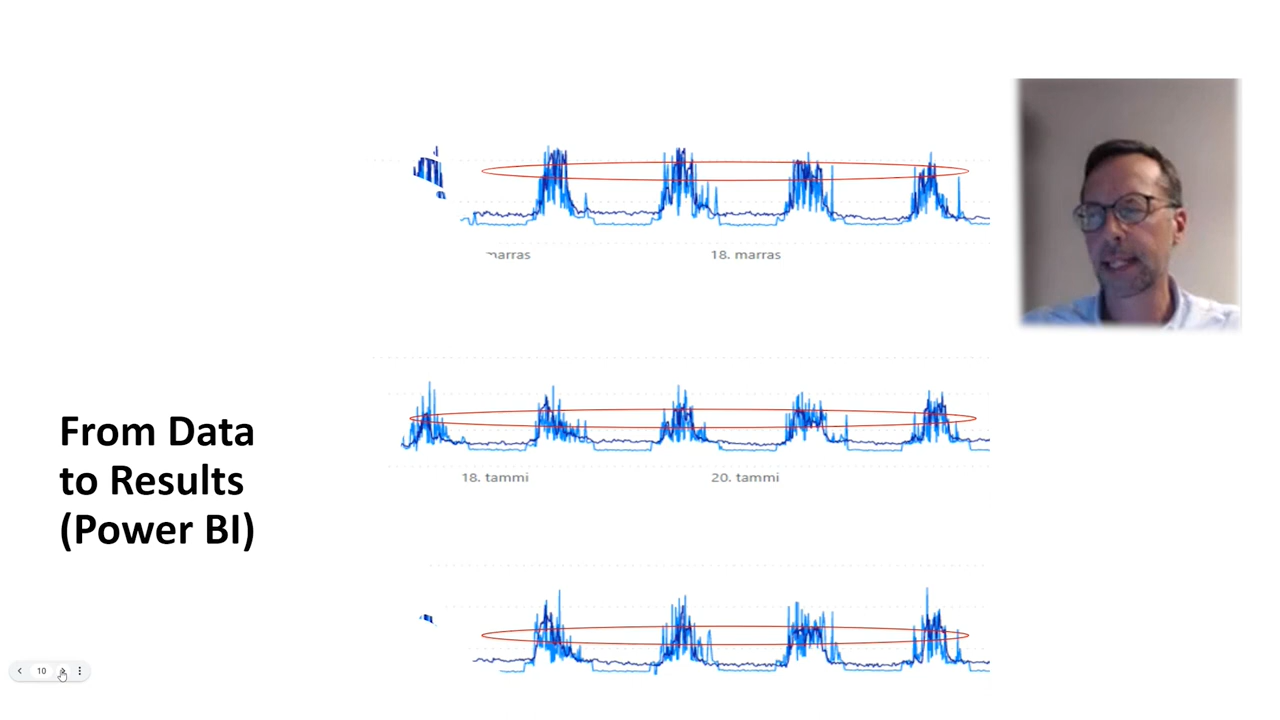 marras
18. marras
18. tammi
20. tammi
From Data
to Results
(Power BI)
10